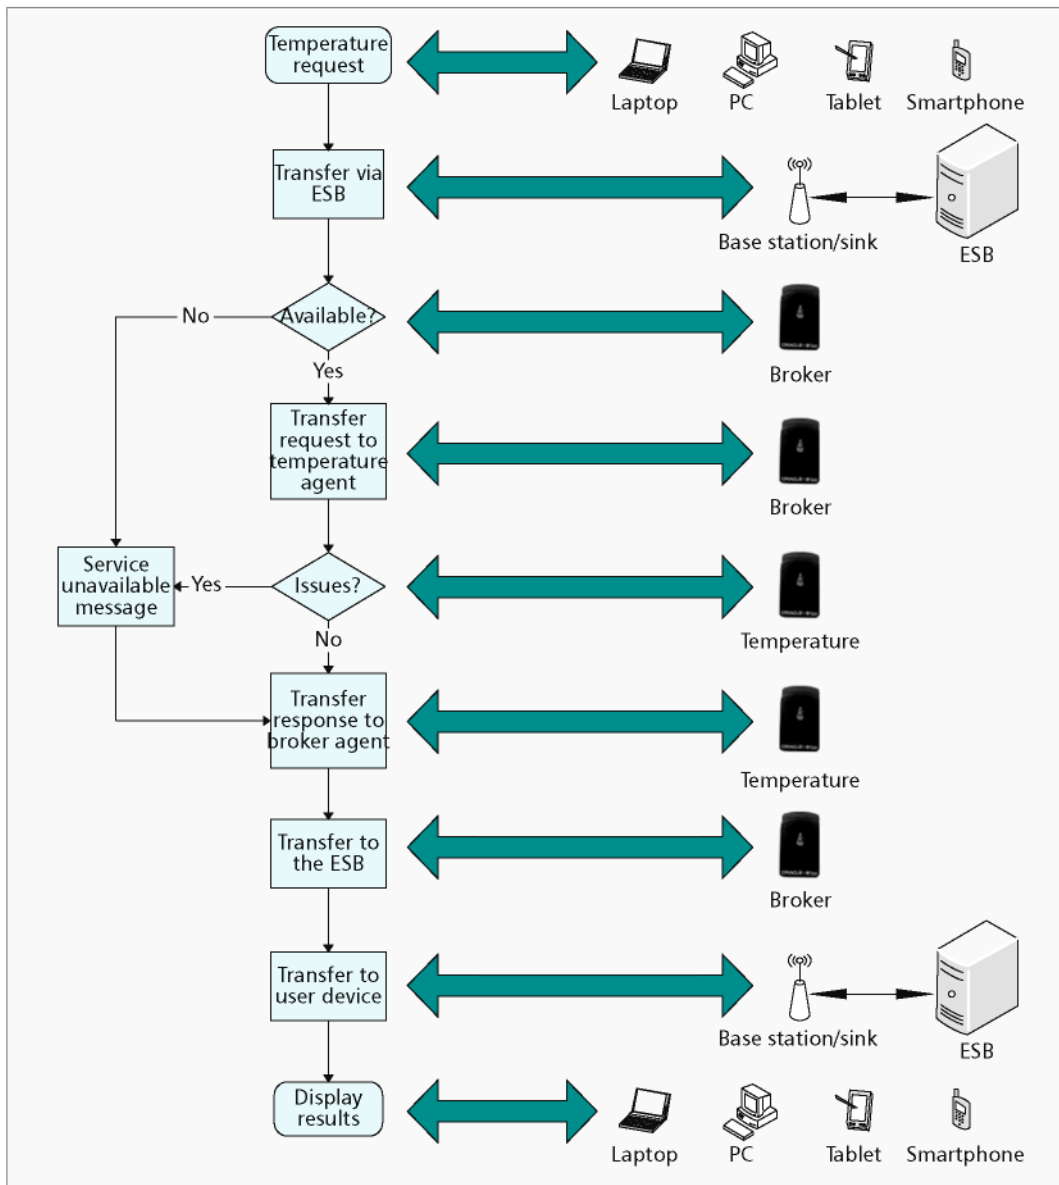 Temperature
request
Laptop
PC
Tablet
Smartphone
Transfer via
ESB
Base station/sink
ESB
Available?
No
Yes
Broker
Transfer
request to
temperature
agent
Broker
Service
unavailable
message
Yes
Issues?
No
Temperature
Transfer
response to
broker agent
Temperature
Transfer to
the ESB
Broker
Transfer to
user device
Base station/sink
ESB
Display
results
Laptop
PC
Tablet
Smartphone